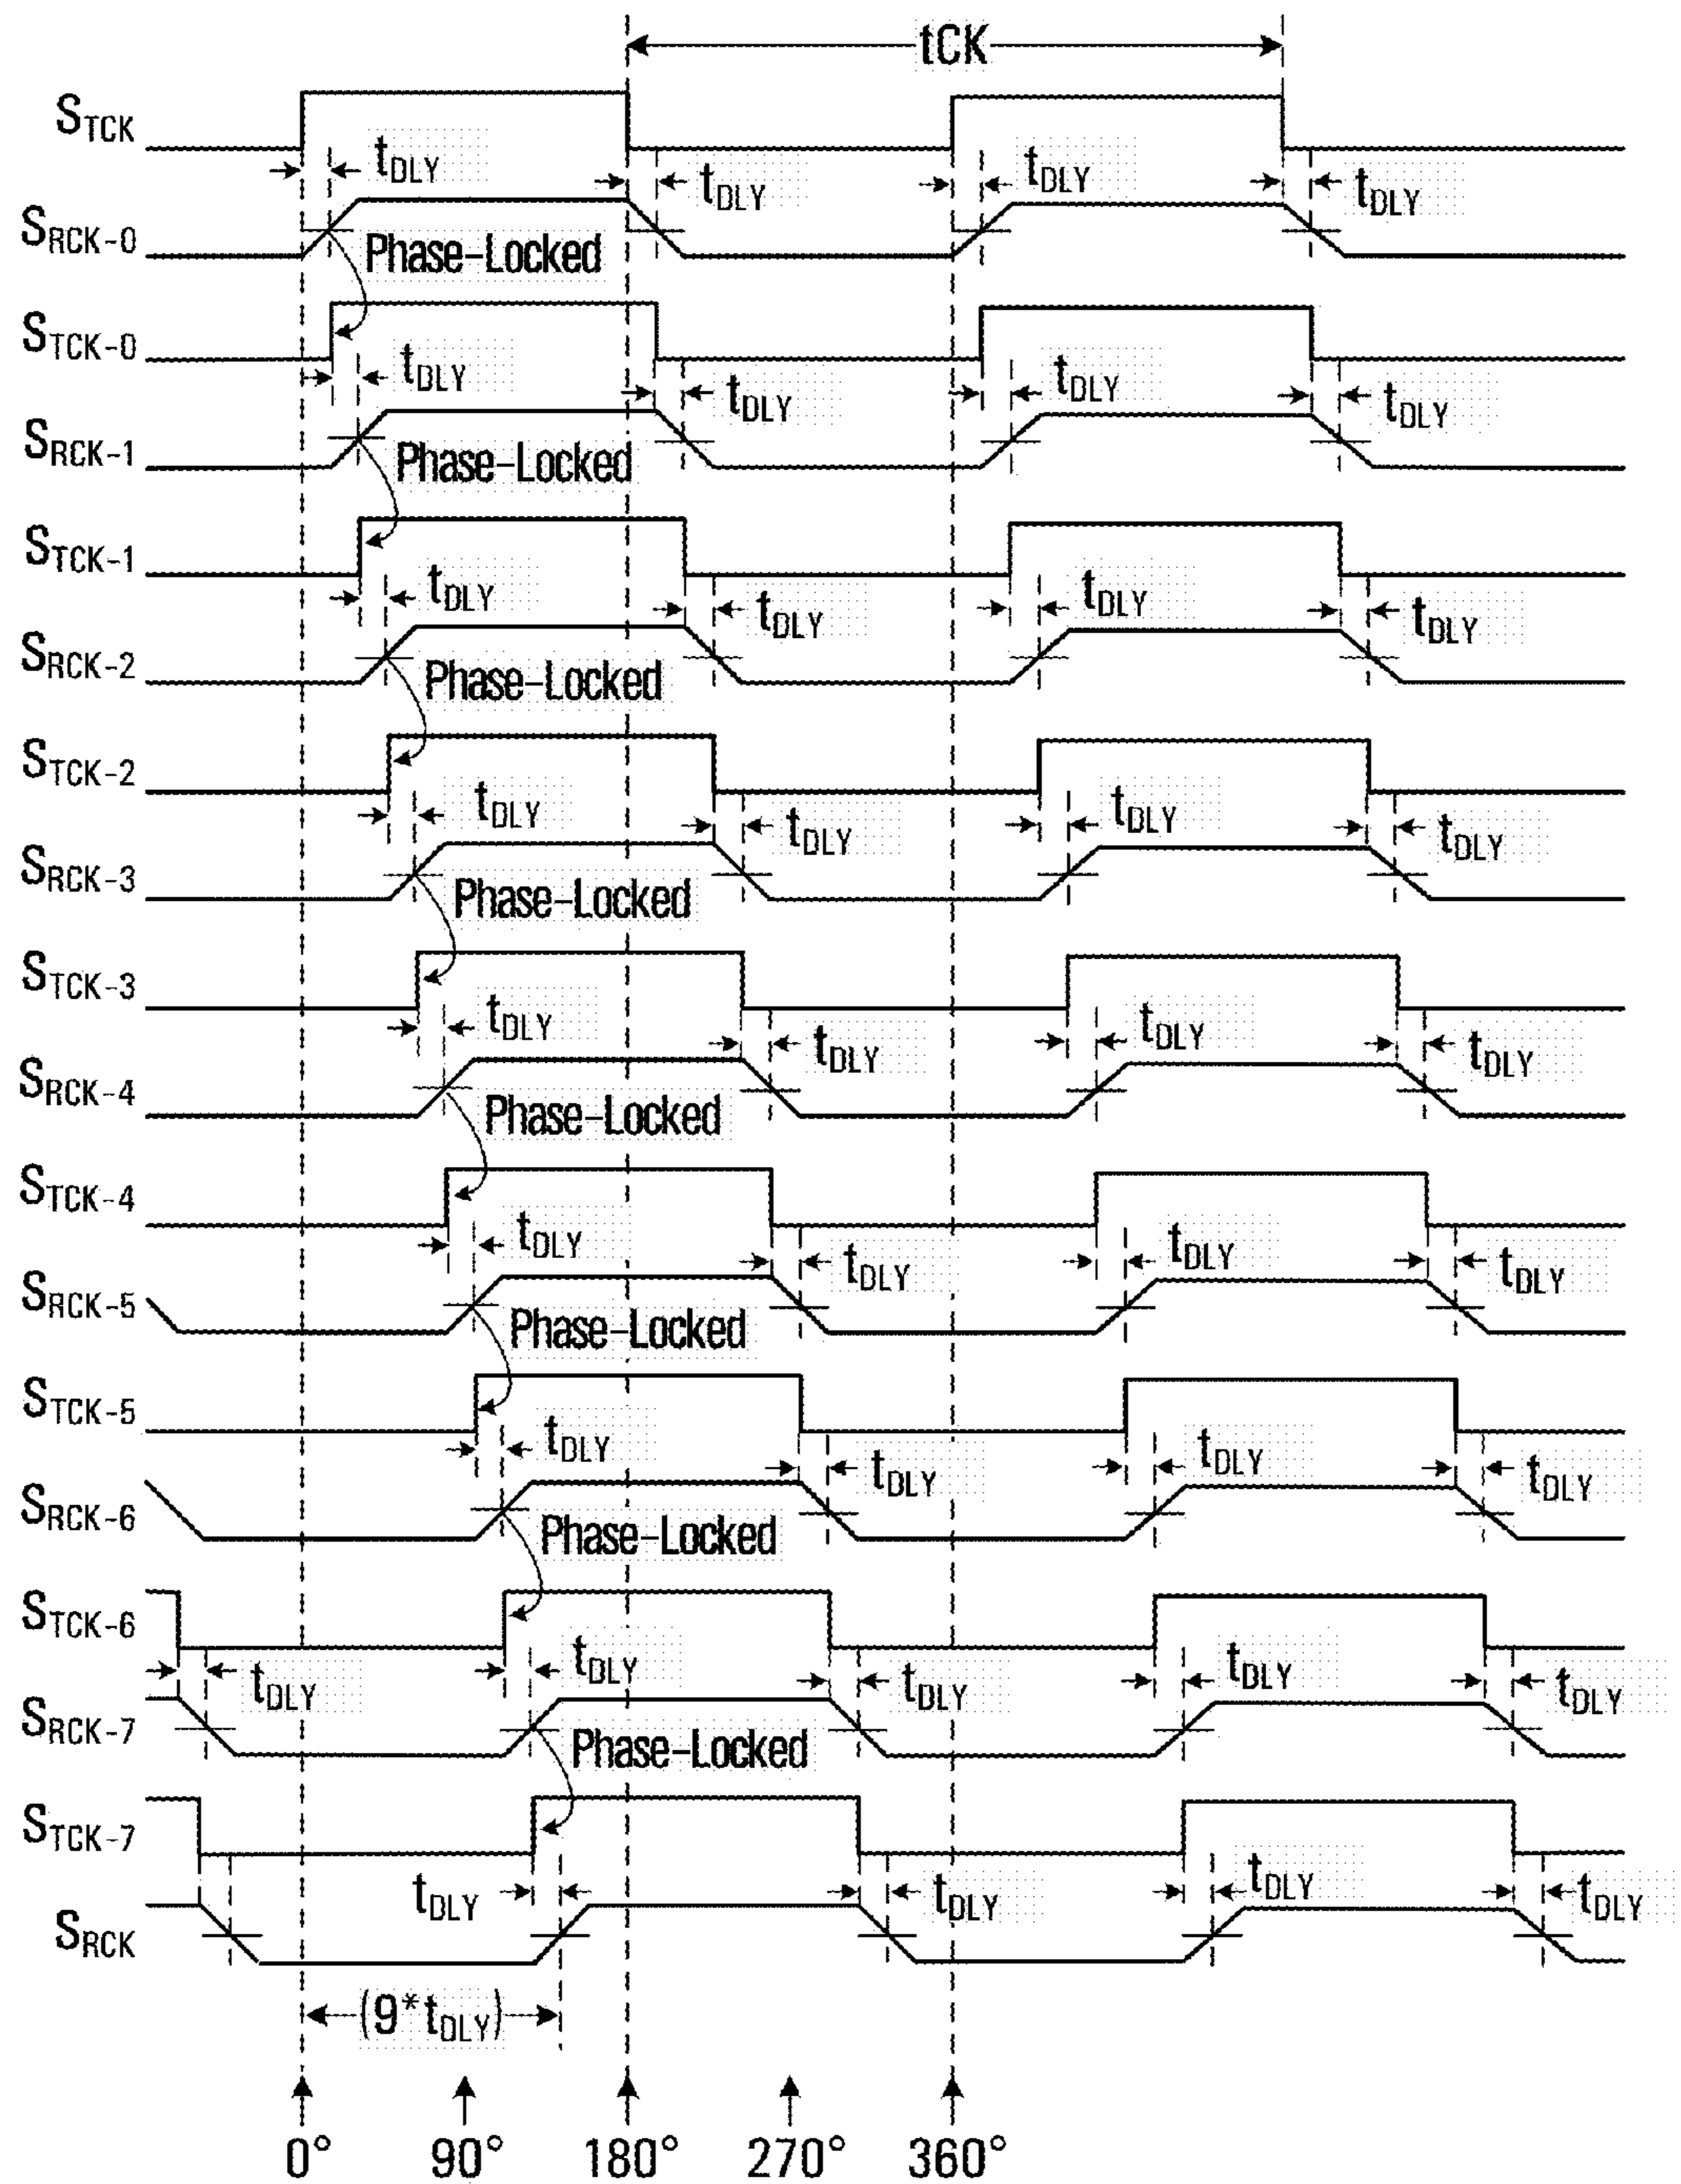 tCK
STCK
tDLY tDLY tDLY tDLY
SRCK-0
Phase-Locked
STCK-0
tDLY tDLY tDLY tDLY
SRCK-1
Phase-Locked
STCK-1
tDLY tDLY tDLY tDLY
SRCK-2
Phase-Locked
STCK-2
tDLY tDLY tDLY tDLY
SRCK-3
Phase-Locked
STCK-3
tDLY tDLY tDLY tDLY
SRCK-4
Phase-Locked
STCK-4
tDLY tDLY tDLY tDLY
SRCK-5
Phase-Locked
STCK-5
tDLY tDLY tDLY tDLY
SRCK-6
Phase-Locked
STCK-6
tDLY tDLY tDLY tDLY tDLY
SRCK-7
Phase-Locked
STCK-7
tDLY tDLY tDLY tDLY
SRCK
(9*tDLY)
0° 90° 180° 270° 360°